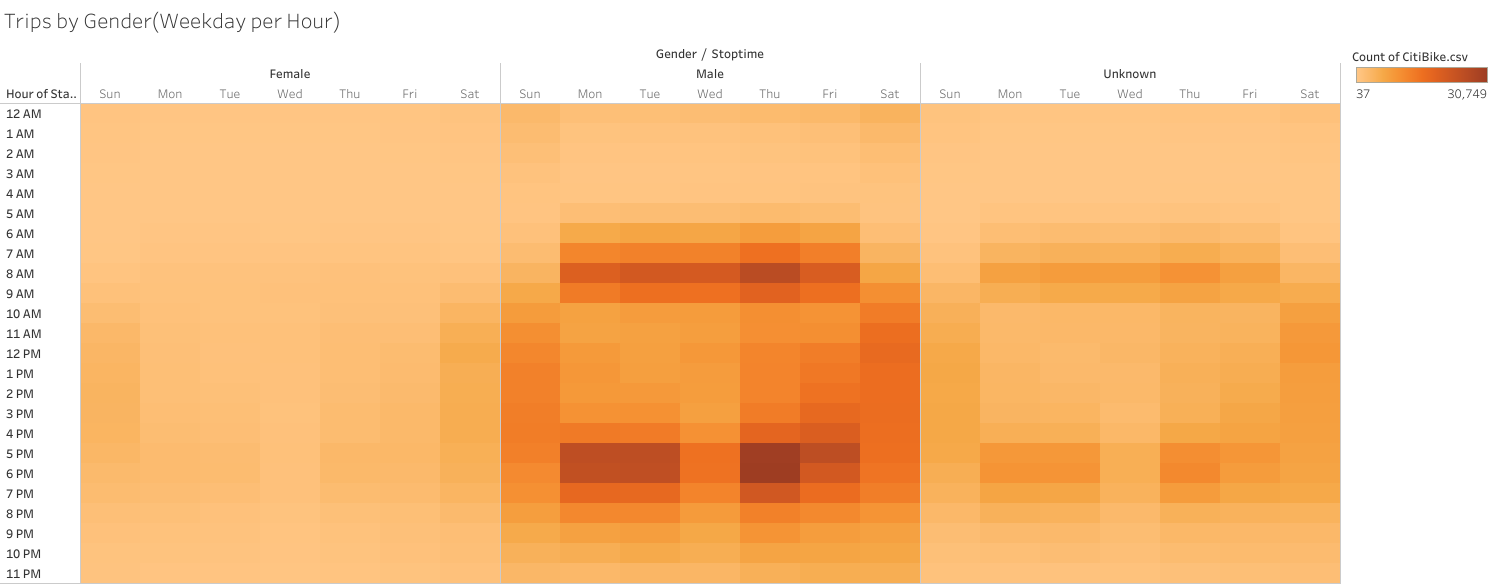 Trips by Gender(Weekday per Hour)
Gender / Stoptime
Count of CitiBike.csv
37 30,749
Female Male Unknown
Hour of Sta.. Sun Mon Tue Wed Thu Fri Sat Sun Mon Tue Wed Thu Fri Sat Sun Mon Tue Wed Thu Fri Sat
12 AM
1 AM
2 AM
3 AM
4 AM
5 AM
6 AM
7 AM
8 AM
9 AM
10 AM
11 AM
12 PM
1 PM
2 PM
3 PM
4 PM
5 PM
6 PM
7 PM
8 PM
9 PM
10 PM
11 PM